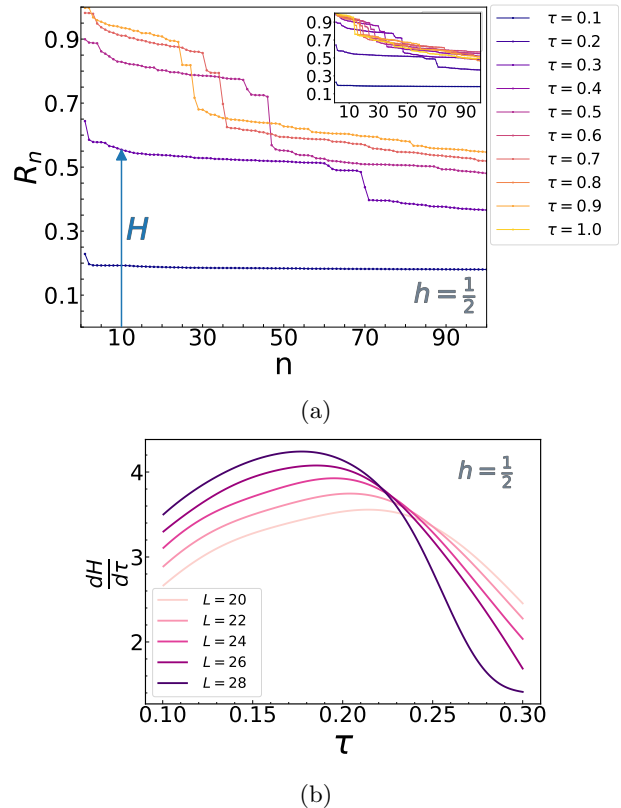 0.9
0.7
0.5
0.3
0.1
R_n
10
30
50
70
90
n
H
h = 1/2
0.9
0.7
0.5
0.3
0.1
10
30
50
70
90
τ = 0.1
τ = 0.2
τ = 0.3
τ = 0.4
τ = 0.5
τ = 0.6
τ = 0.7
τ = 0.8
τ = 0.9
τ = 1.0
(a)
4
3
2
dH/dτ
h = 1/2
L = 20
L = 22
L = 24
L = 26
L = 28
0.10
0.15
0.20
0.25
0.30
τ
(b)